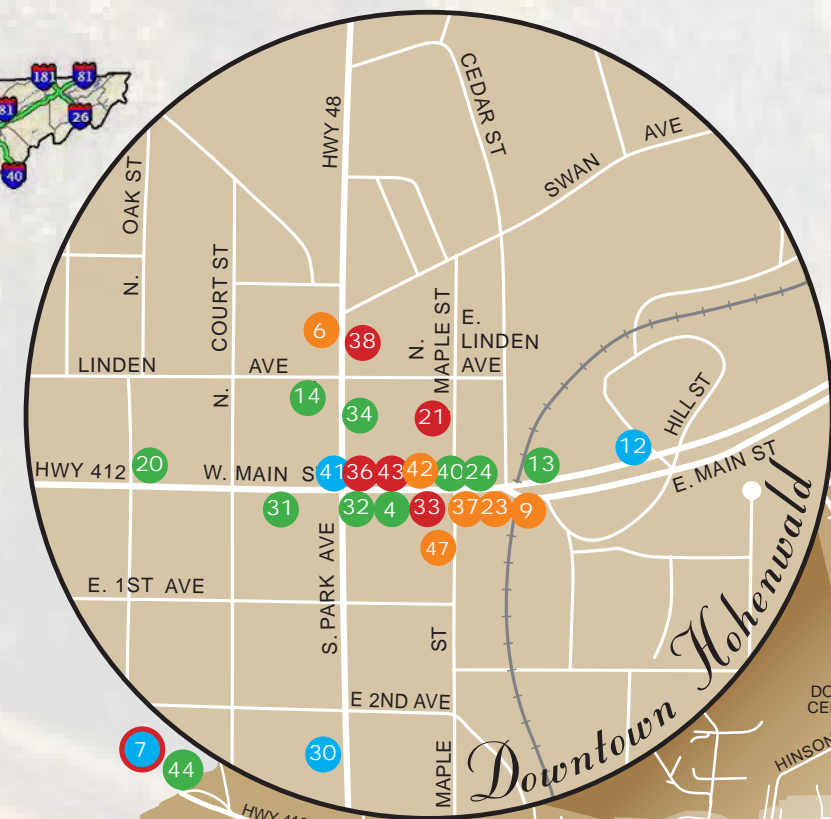 181
81
81
26
40
CEDAR ST
HWY 48
AVE
SWAN
N. OAK ST
N. COURT ST
N. MAPLE ST
E.
LINDEN
AVE
6
38
LINDEN AVE
14
34
21
HILL ST
12
20
HWY 412
W. MAIN S
41
36
43
42
40
24
13
E. MAIN ST
31
32
4
33
37
23
9
47
S. PARK AVE
E. 1ST AVE
MAPLE ST
E 2ND AVE
7
44
30
Downtown Hohenwald
HINSON